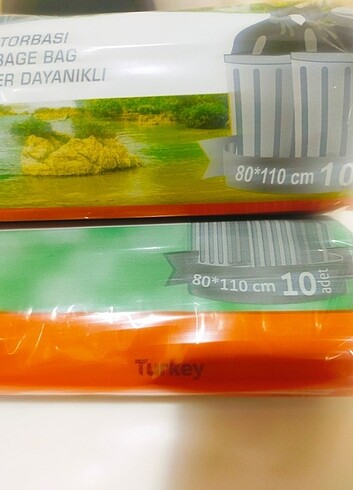 TORBASI
BAGE BAG
ER DAYANIKLI
80*110 cm 10
80*110 cm 10 adet
Turkey